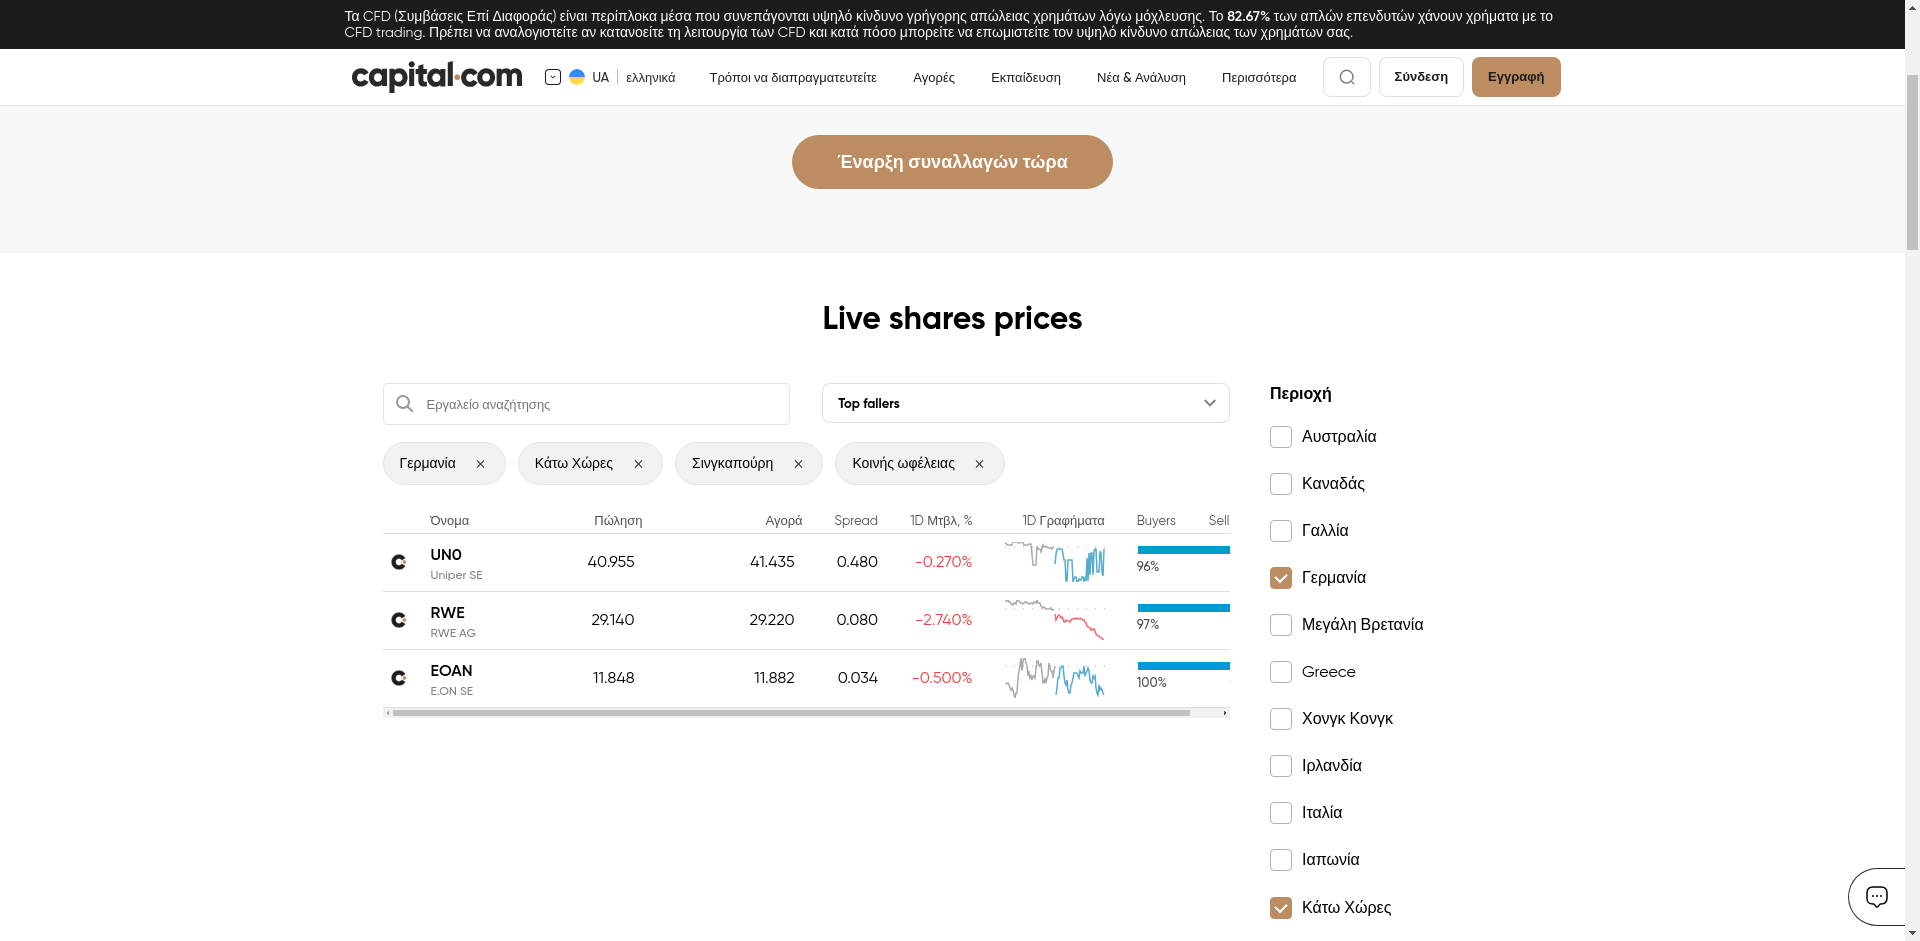 Τα CFD (Συμβάσεις Επί Διαφοράς) είναι περίπλοκα μέσα που συνεπάγονται υψηλό κίνδυνο γρήγορης απώλειας χρημάτων λόγω μόχλευσης. Το 82.67% των απλών επενδυτών χάνουν χρήματα με το
CFD trading. Πρέπει να αναλογιστείτε αν κατανοείτε τη λειτουργία των CFD και κατά πόσο μπορείτε να επωμιστείτε τον υψηλό κίνδυνο απώλειας των χρημάτων σας.
capital.com UA ελληνικά Τρόποι να διαπραγματευτείτε Αγορές Εκπαίδευση Νέα & Ανάλυση Περισσότερα Σύνδεση Εγγραφή
Έναρξη συναλλαγών τώρα
Live shares prices
Εργαλείο αναζήτησης
Top fallers
Γερμανία Κάτω Χώρες Σινγκαπούρη Κοινής ωφέλειας
Όνομα Πώληση Αγορά Spread 1D Μτβλ, % 1D Γραφήματα Buyers Sell
UN0 40.955 41.435 0.480 -0.270%
Uniper SE 96%
RWE 29.140 29.220 0.080 -2.740%
RWE AG 97%
EOAN 11.848 11.882 0.034 -0.500%
E.ON SE 100%
Περιοχή
Αυστραλία
Καναδάς
Γαλλία
Γερμανία
Μεγάλη Βρετανία
Greece
Χονγκ Κονγκ
Ιρλανδία
Ιταλία
Ιαπωνία
Κάτω Χώρες